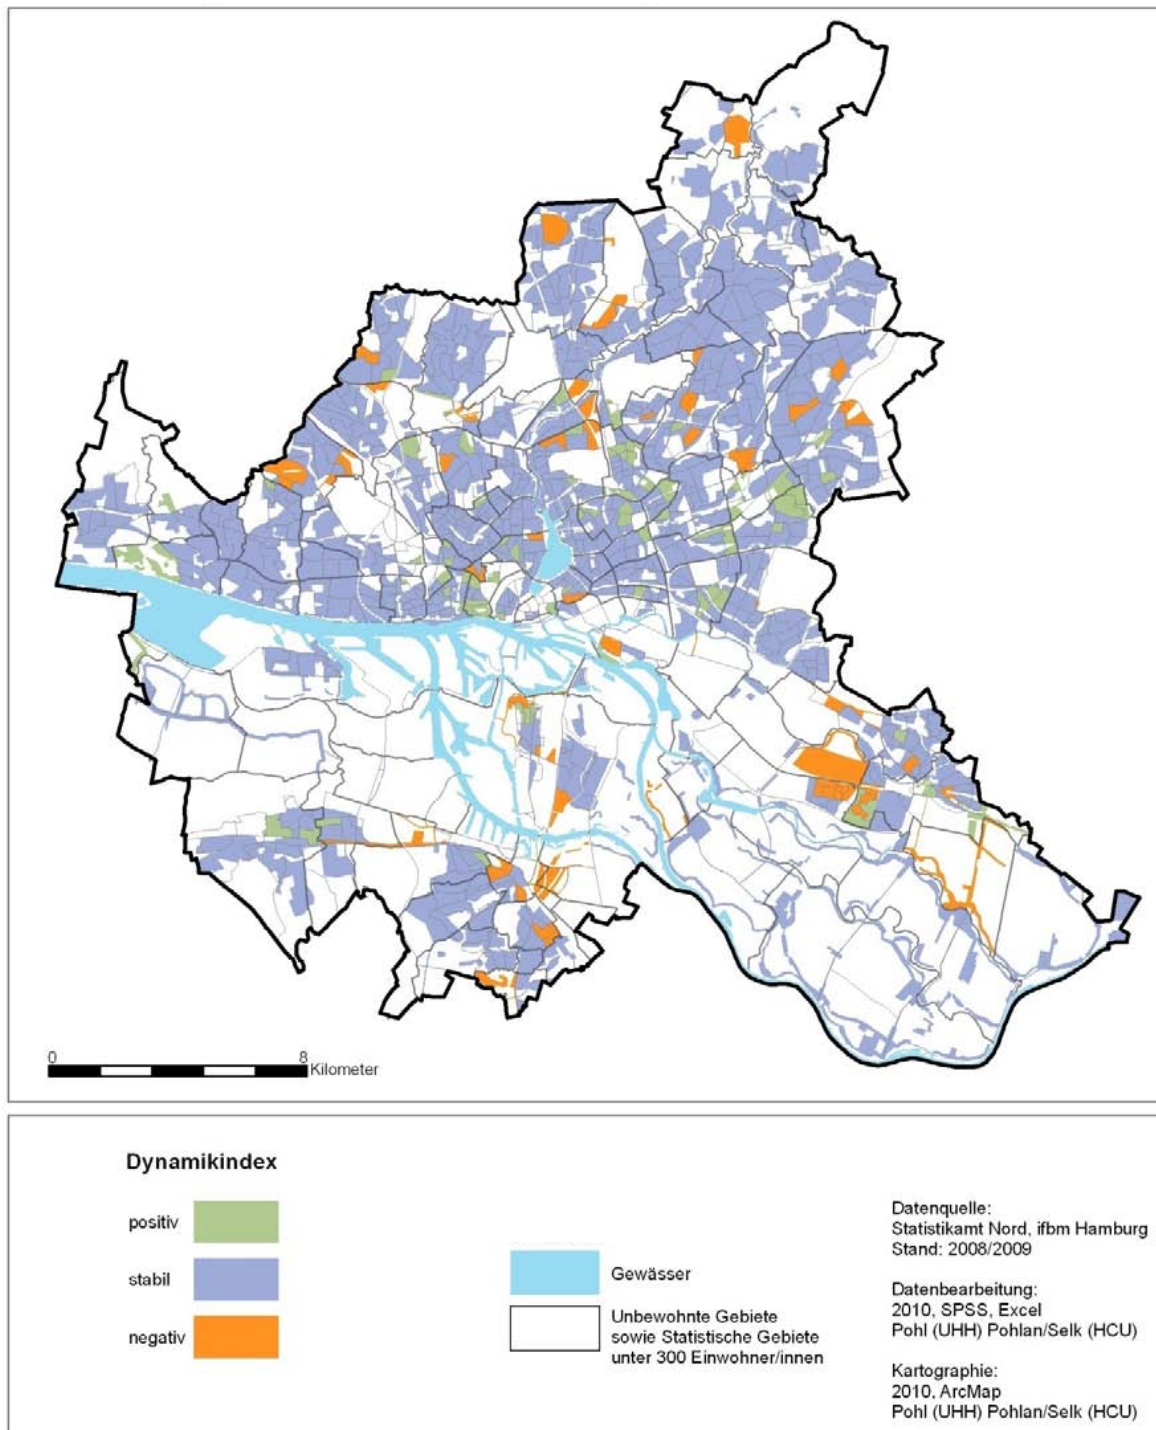 0 8
Kilometer
Dynamikindex
positiv
stabil
negativ
Gewässer
Unbewohnte Gebiete
sowie Statistische Gebiete
unter 300 Einwohner/innen
Datenquelle:
Statistikamt Nord, ifbm Hamburg
Stand: 2008/2009
Datenbearbeitung:
2010, SPSS, Excel
Pohl (UHH) Pohlan/Selk (HCU)
Kartographie:
2010, ArcMap
Pohl (UHH) Pohlan/Selk (HCU)